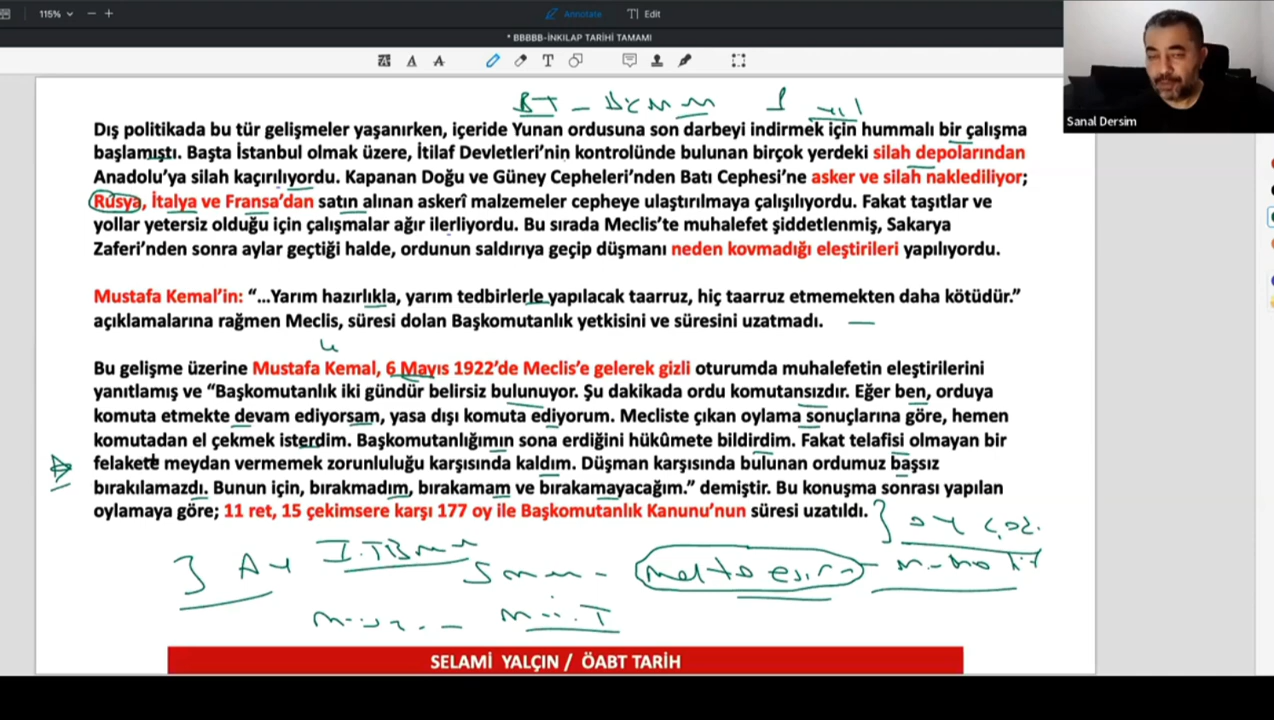 115%
Annotate
Edit
* BBBBB-İNKILAP TARİHİ TAMAMI
Sanal Dersim
Dış politikada bu tür gelişmeler yaşanırken, içeride Yunan ordusuna son darbeyi indirmek için hummalı bir çalışma
başlamıştı. Başta İstanbul olmak üzere, İtilaf Devletleri’nin kontrolünde bulunan birçok yerdeki silah depolarından
Anadolu’ya silah kaçırılıyordu. Kapanan Doğu ve Güney Cepheleri’nden Batı Cephesi’ne asker ve silah naklediliyor;
Rusya, İtalya ve Fransa’dan satın alınan askerî malzemeler cepheye ulaştırılmaya çalışılıyordu. Fakat taşıtlar ve
yollar yetersiz olduğu için çalışmalar ağır ilerliyordu. Bu sırada Meclis’te muhalefet şiddetlenmiş, Sakarya
Zaferi’nden sonra aylar geçtiği halde, ordunun saldırıya geçip düşmanı neden kovmadığı eleştirileri yapılıyordu.
Mustafa Kemal’in: “...Yarım hazırlıkla, yarım tedbirlerle yapılacak taarruz, hiç taarruz etmemekten daha kötüdür.”
açıklamalarına rağmen Meclis, süresi dolan Başkomutanlık yetkisini ve süresini uzatmadı.
Bu gelişme üzerine Mustafa Kemal, 6 Mayıs 1922’de Meclis’e gelerek gizli oturumda muhalefetin eleştirilerini
yanıtlamış ve “Başkomutanlık iki gündür belirsiz bulunuyor. Şu dakikada ordu komutansızdır. Eğer ben, orduya
komuta etmekte devam ediyorsam, yasa dışı komuta ediyorum. Mecliste çıkan oylama sonuçlarına göre, hemen
komutadan el çekmek isterdim. Başkomutanlığımın sona erdiğini hükûmete bildirdim. Fakat telafisi olmayan bir
felakete meydan vermemek zorunluluğu karşısında kaldım. Düşman karşısında bulunan ordumuz başsız
bırakılamazdı. Bunun için, bırakmadım, bırakamam ve bırakamayacağım.” demiştir. Bu konuşma sonrası yapılan
oylamaya göre; 11 ret, 15 çekimsere karşı 177 oy ile Başkomutanlık Kanunu’nun süresi uzatıldı.
3 Ay
SELAMİ YALÇIN / ÖABT TARİH